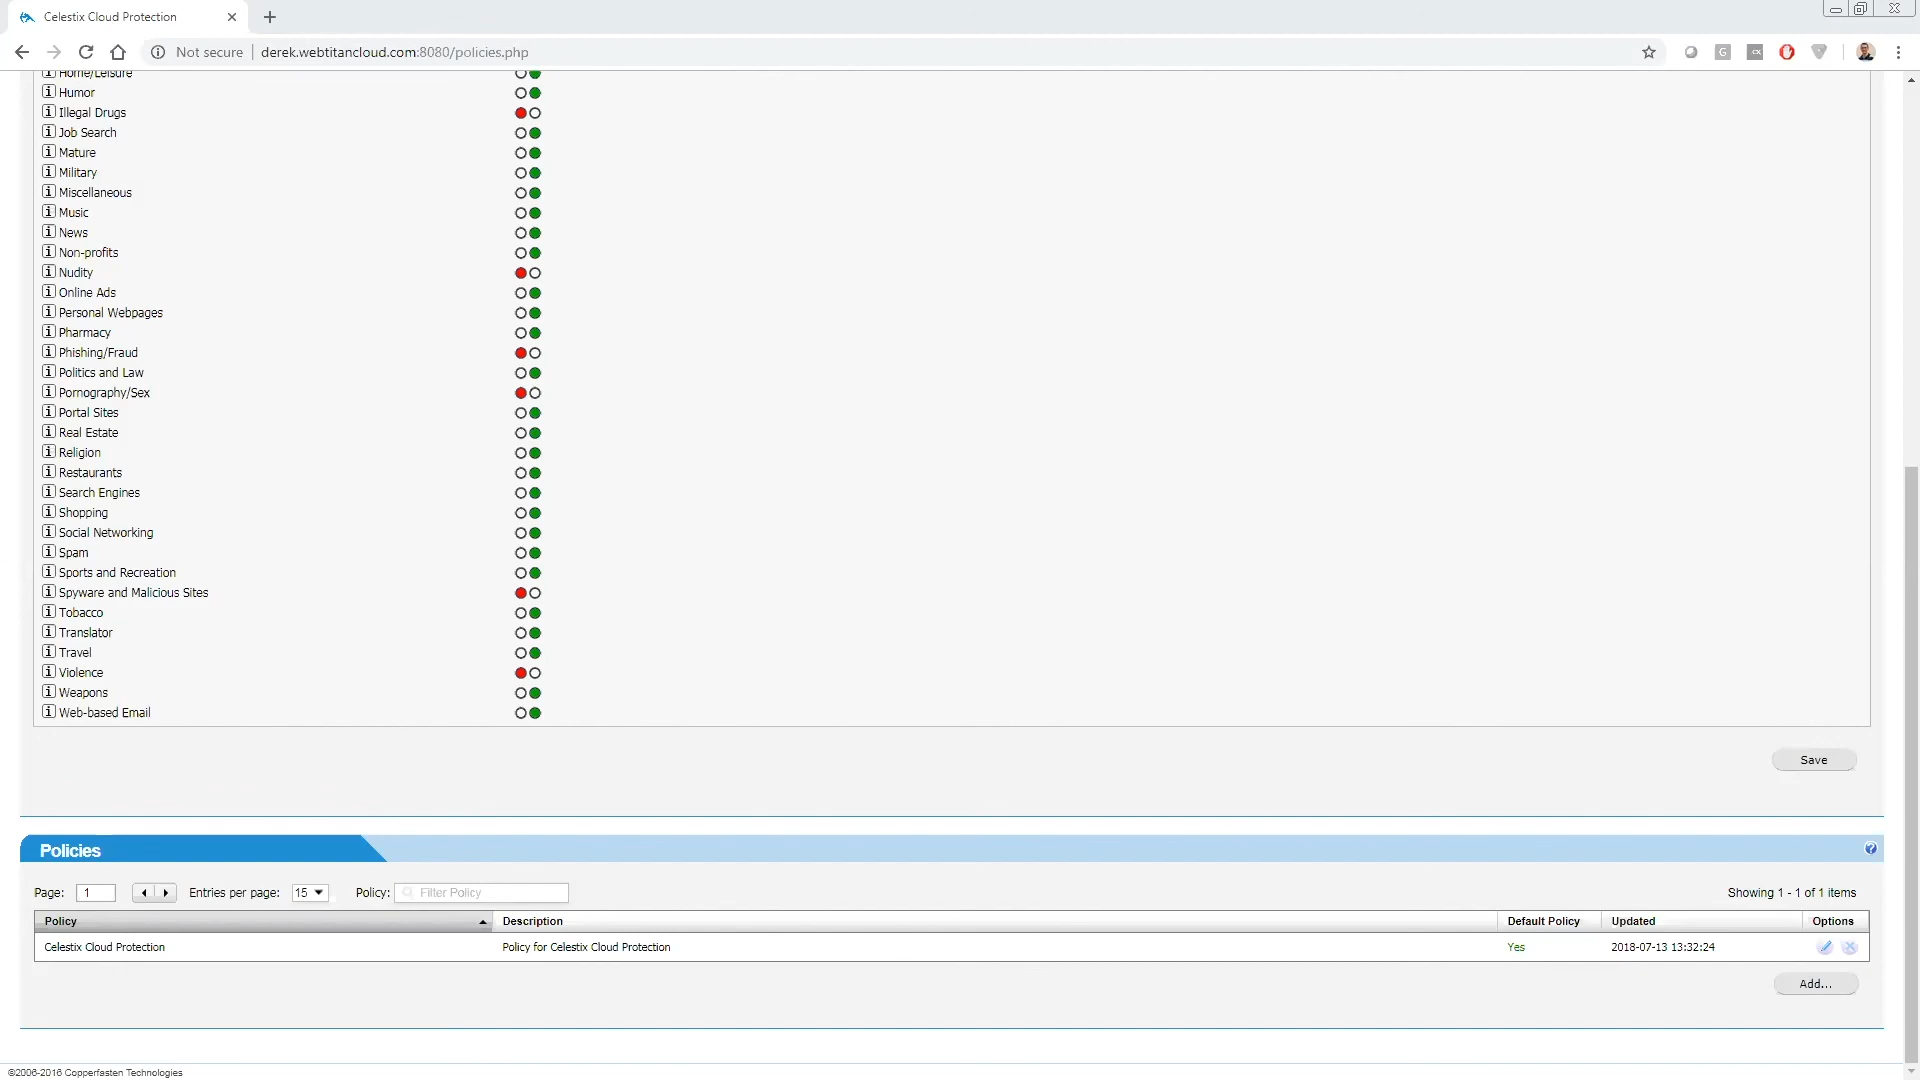 Celestix Cloud Protection
Not secure
derek.webtitancloud.com:8080/policies.php
Home/Leisure
Humor
Illegal Drugs
Job Search
Mature
Military
Miscellaneous
Music
News
Non-profits
Nudity
Online Ads
Personal Webpages
Pharmacy
Phishing/Fraud
Politics and Law
Pornography/Sex
Portal Sites
Real Estate
Religion
Restaurants
Search Engines
Shopping
Social Networking
Spam
Sports and Recreation
Spyware and Malicious Sites
Tobacco
Translator
Travel
Violence
Weapons
Web-based Email
Save
Policies
Page: 1 Entries per page: 15 Policy: Filter Policy Showing 1 - 1 of 1 items
Policy Description Default Policy Updated Options
Celestix Cloud Protection Policy for Celestix Cloud Protection Yes 2018-07-13 13:32:24
Add...
©2006-2016 Copperfasten Technologies